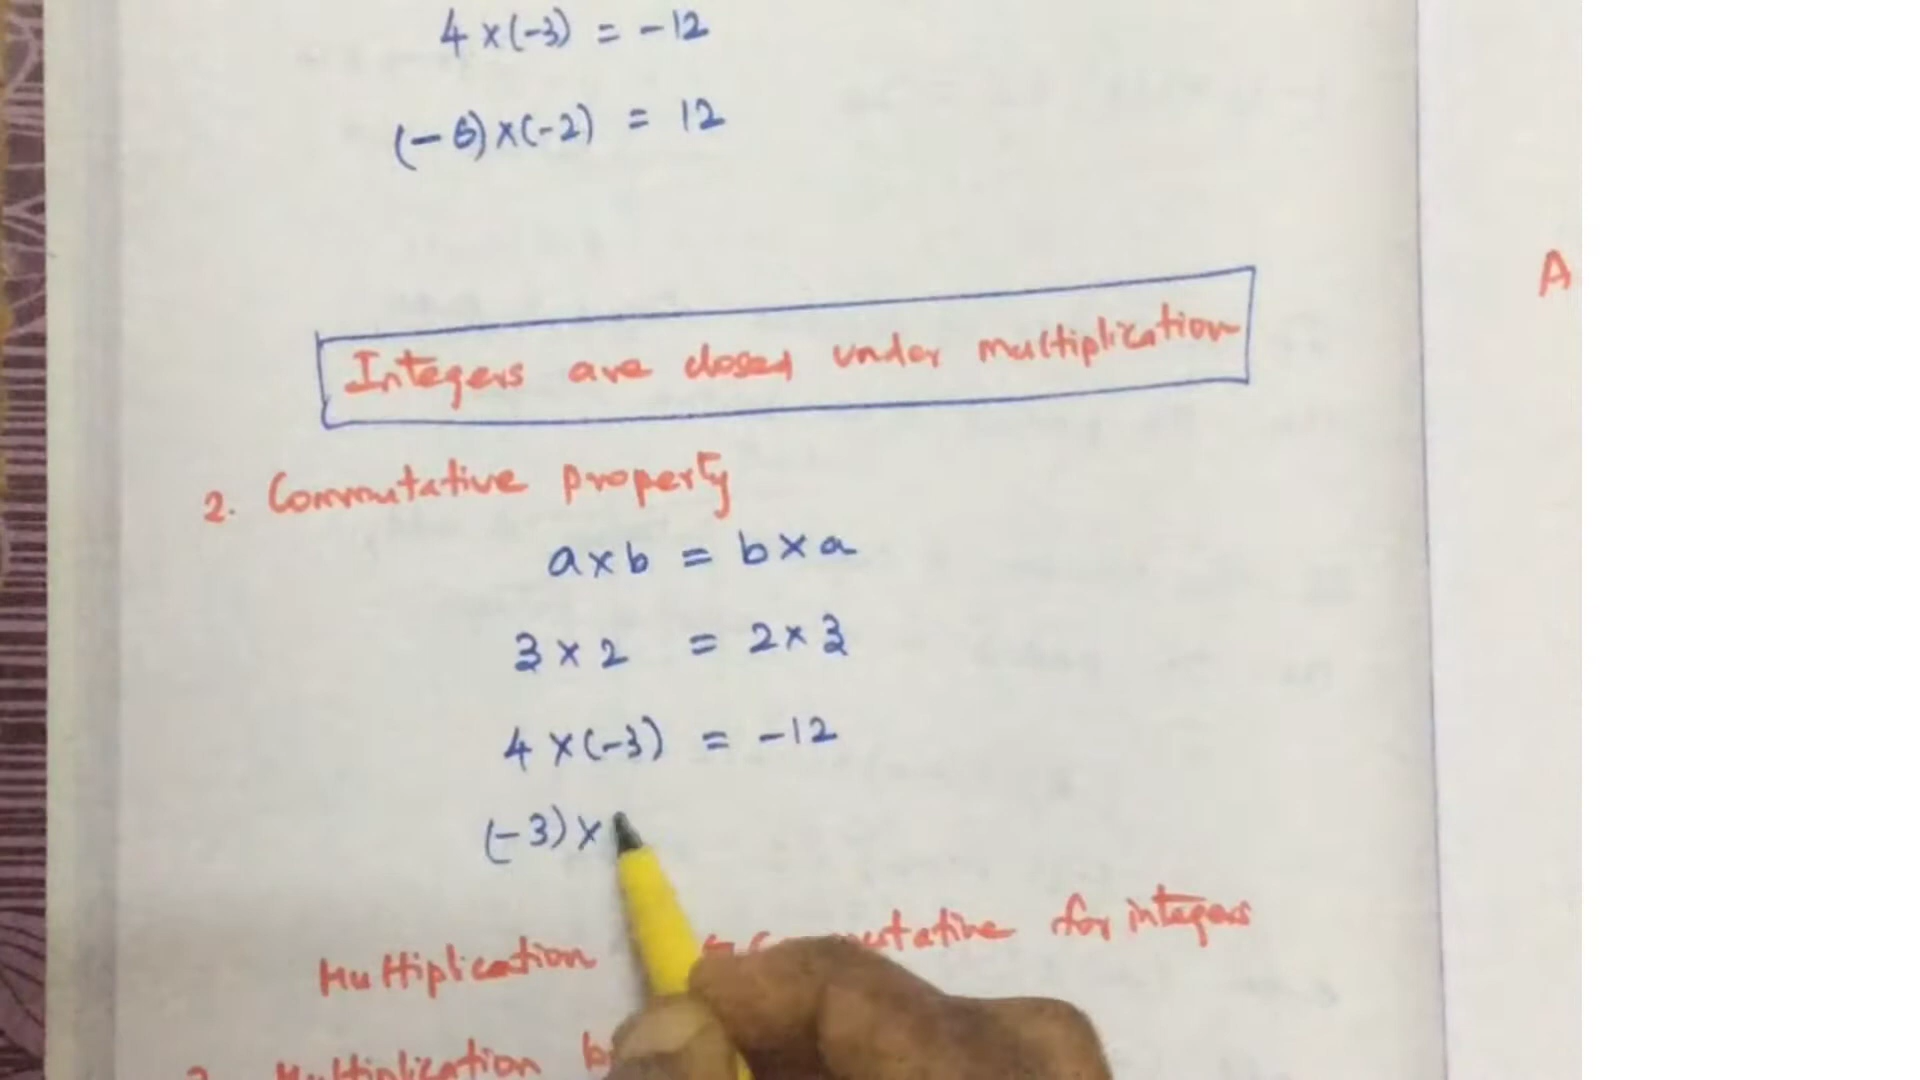 4 × (-3) = -12
(-6) × (-2) = 12
A
Integers are closed under multiplication
2. Commutative property
a × b = b × a
3 × 2 = 2 × 3
4 × (-3) = -12
(-3) ×
Multiplication for integers
Multiplication